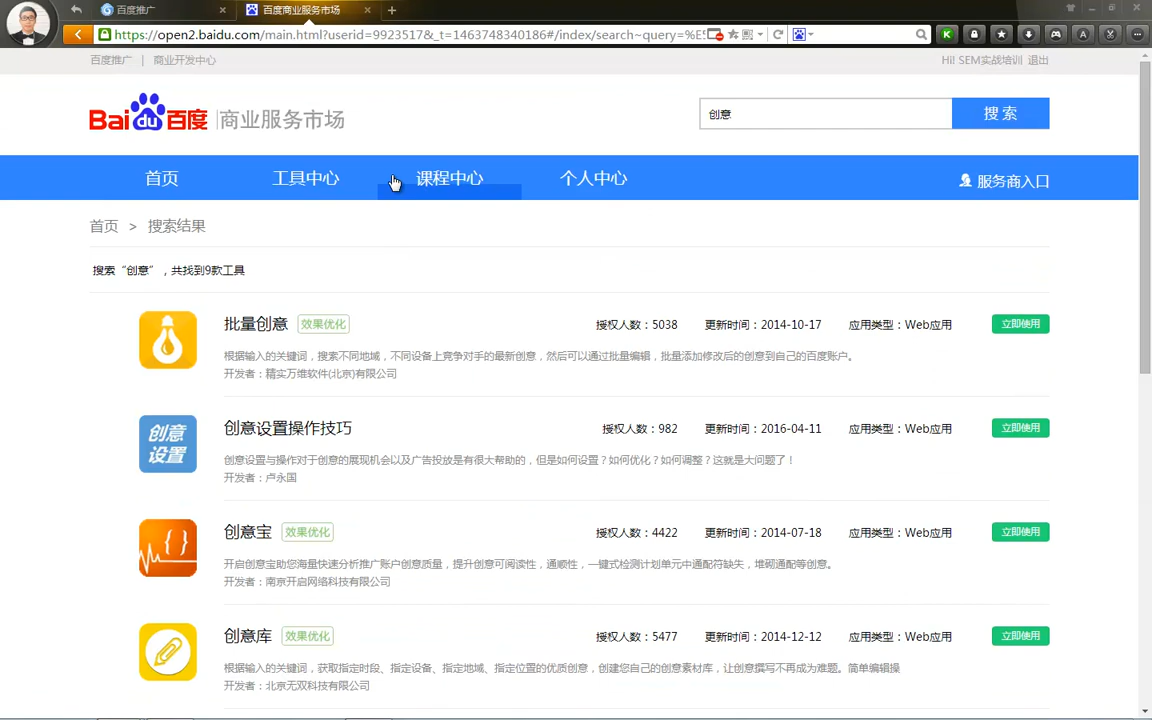 百度推广
百度商业服务市场
https://open2.baidu.com/main.html?userid=9923517&_t=1463748340186#/index/search~query=%E5
百度推广 | 商业开发中心
Hi! SEM实战培训 退出
Bai du 百度 商业服务市场
创意
搜 索
首页 工具中心 课程中心 个人中心 服务商入口
首页 > 搜索结果
搜索“创意”，共找到9款工具
批量创意 效果优化 授权人数：5038 更新时间：2014-10-17 应用类型：Web应用 立即使用
根据输入的关键词，搜索不同地域，不同设备上竞争对手的最新创意，然后可以通过批量编辑，批量添加修改后的创意到自己的百度账户。
开发者：精实万维软件(北京)有限公司
创意
设置
创意设置操作技巧 授权人数：982 更新时间：2016-04-11 应用类型：Web应用 立即使用
创意设置与操作对于创意的展现机会以及广告投放是有很大帮助的，但是如何设置？如何优化？如何调整？这就是大问题了！
开发者：卢永国
创意宝 效果优化 授权人数：4422 更新时间：2014-07-18 应用类型：Web应用 立即使用
开启创意宝助您海量快速分析推广账户创意质量，提升创意可阅读性，通顺性，一键式检测计划单元中通配符缺失，堆砌通配等创意。
开发者：南京开启网络科技有限公司
创意库 效果优化 授权人数：5477 更新时间：2014-12-12 应用类型：Web应用 立即使用
根据输入的关键词，获取指定时段、指定设备、指定地域、指定位置的优质创意，创建您自己的创意素材库，让创意撰写不再成为难题。简单编辑操
开发者：北京无双科技有限公司